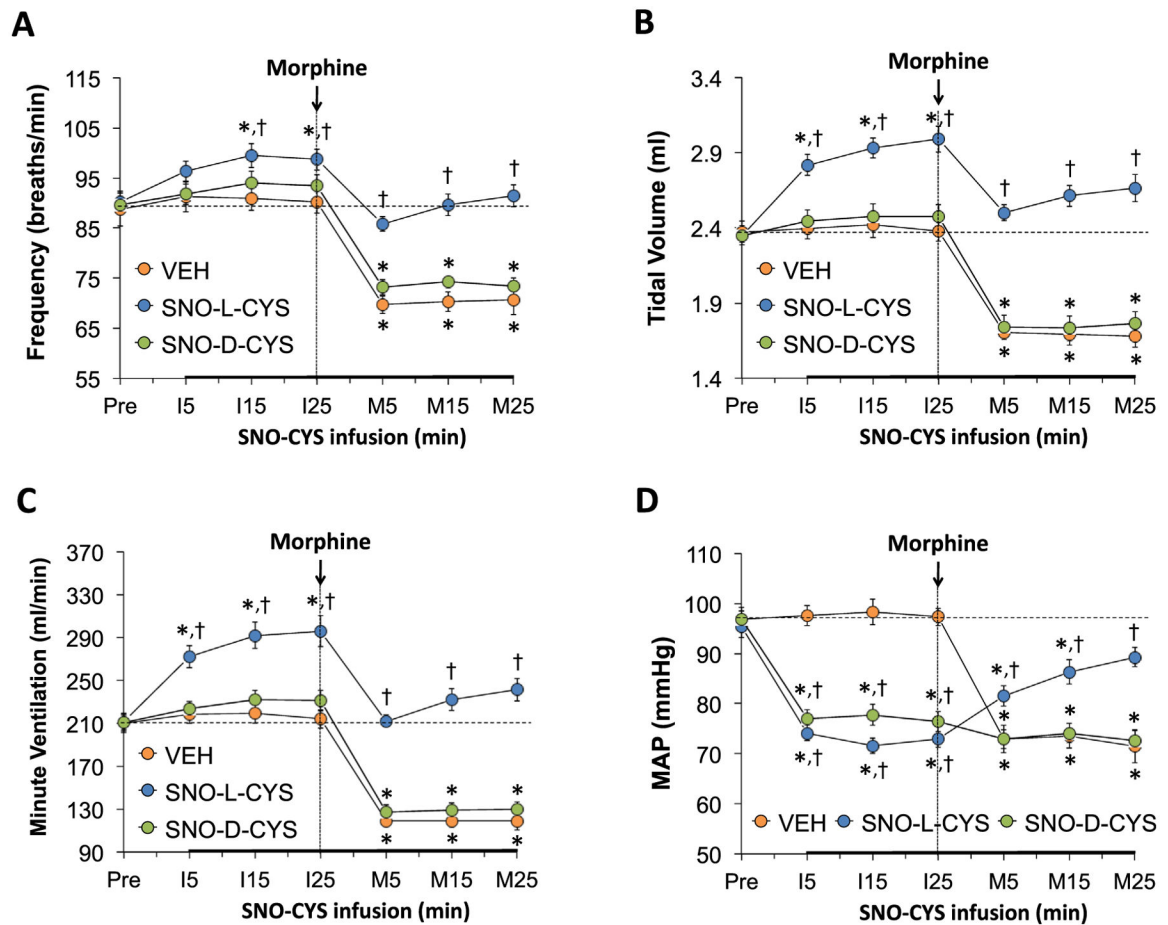 A
Morphine
Frequency (breaths/min)
115
105
95
85
75
65
55
*,†
*,†
†
†
†
*
*
*
*
*
*
VEH
SNO-L-CYS
SNO-D-CYS
Pre I5 I15 I25 M5 M15 M25
SNO-CYS infusion (min)
B
Morphine
Tidal Volume (ml)
3.4
2.9
2.4
1.9
1.4
*,†
*,†
*,†
†
†
†
*
*
*
*
*
*
VEH
SNO-L-CYS
SNO-D-CYS
Pre I5 I15 I25 M5 M15 M25
SNO-CYS infusion (min)
C
Morphine
Minute Ventilation (ml/min)
370
330
290
250
210
170
130
90
*,†
*,†
*,†
†
†
†
*
*
*
*
*
*
VEH
SNO-L-CYS
SNO-D-CYS
Pre I5 I15 I25 M5 M15 M25
SNO-CYS infusion (min)
D
Morphine
MAP (mmHg)
110
100
90
80
70
60
50
*,†
*,†
*,†
*,†
*,†
†
*
*
*
*,†
*,†
*,†
*
*
*
VEH SNO-L-CYS SNO-D-CYS
Pre I5 I15 I25 M5 M15 M25
SNO-CYS infusion (min)